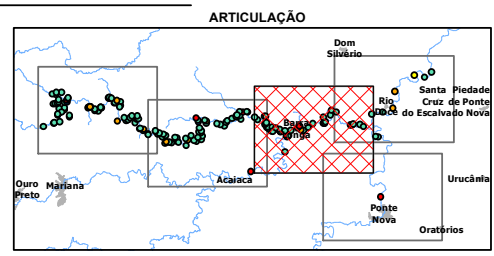 ARTICULAÇÃO
Dom
Silvério
Santa Piedade
Rio Cruz de Ponte
Doce do Escalvado Nova
Barra
Longa
Acaiaca
Urucânia
Ouro
Preto
Mariana
Ponte
Nova
Oratórios